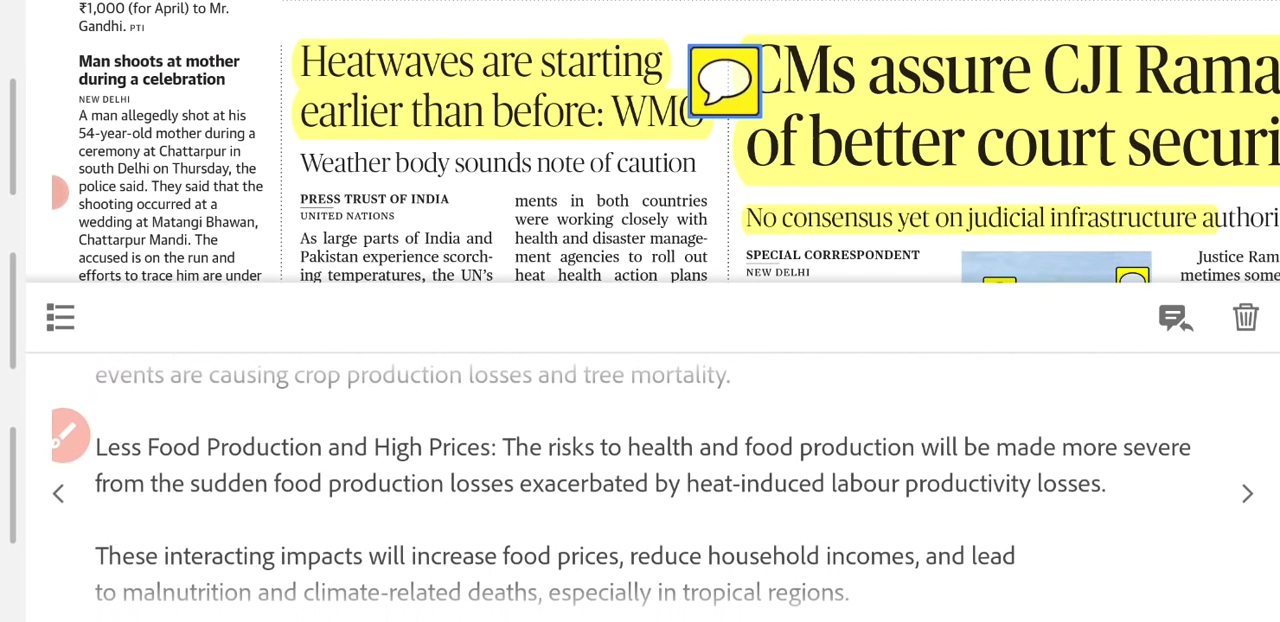 ₹1,000 (for April) to Mr.
Gandhi. PTI
Man shoots at mother
during a celebration
NEW DELHI
A man allegedly shot at his
54-year-old mother during a
ceremony at Chattarpur in
south Delhi on Thursday, the
police said. They said that the
shooting occurred at a
wedding at Matangi Bhawan,
Chattarpur Mandi. The
accused is on the run and
efforts to trace him are under
Heatwaves are starting
earlier than before: WMO
Weather body sounds note of caution
PRESS TRUST OF INDIA
UNITED NATIONS
As large parts of India and
Pakistan experience scorch-
ing temperatures, the UN's
ments in both countries
were working closely with
health and disaster manage-
ment agencies to roll out
heat health action plans
CMs assure CJI Rama
of better court securi
No consensus yet on judicial infrastructure authori
SPECIAL CORRESPONDENT
NEW DELHI
Justice Ram
metimes some
events are causing crop production losses and tree mortality.
Less Food Production and High Prices: The risks to health and food production will be made more severe
from the sudden food production losses exacerbated by heat-induced labour productivity losses.
These interacting impacts will increase food prices, reduce household incomes, and lead
to malnutrition and climate-related deaths, especially in tropical regions.